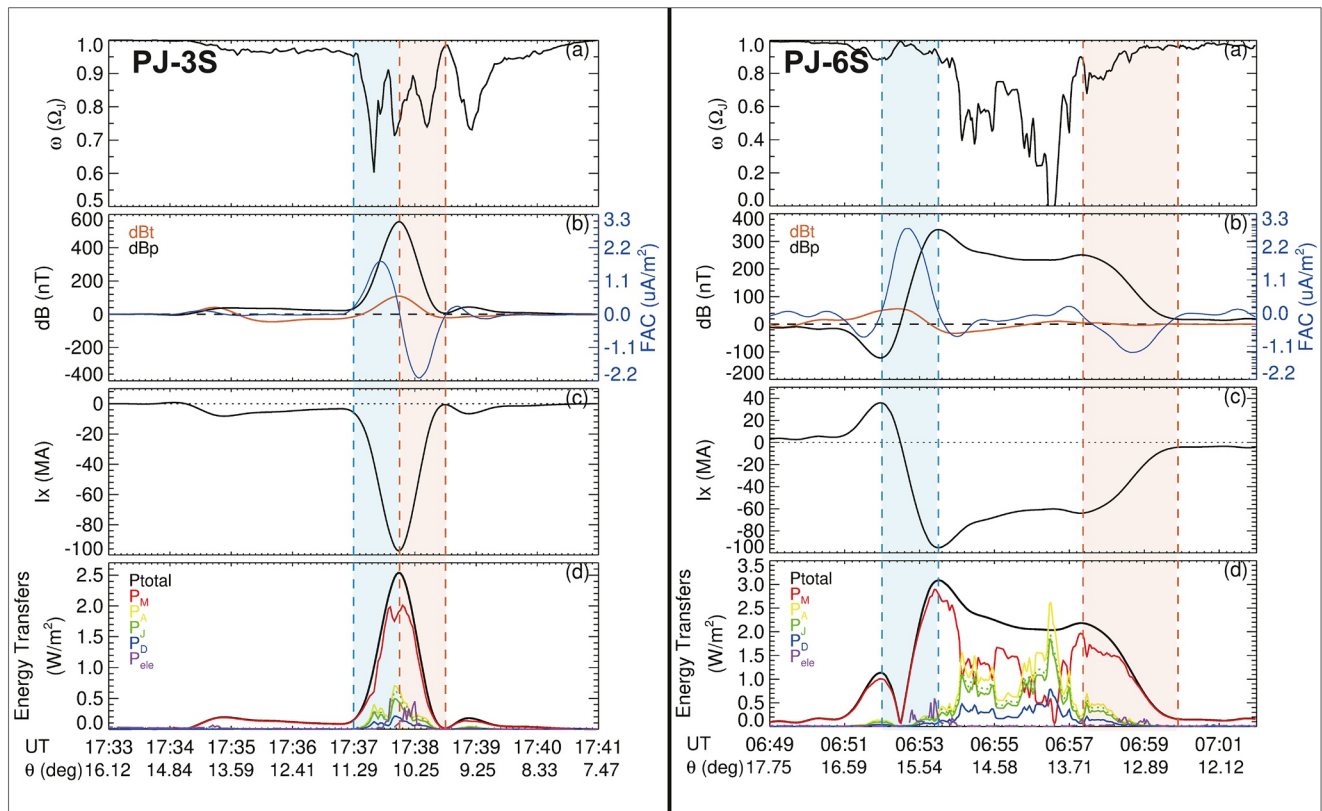 PJ-3S
(a)
1.0
0.9
0.8
0.7
0.6
0.5
ω (Ω_J)
(b)
dBt
dBp
600
400
200
0
-200
-400
dB (nT)
3.3
2.2
1.1
0.0
-1.1
-2.2
FAC (uA/m²)
(c)
0
-20
-40
-60
-80
-100
Ix (MA)
(d)
Ptotal
P_M
P_A
P_J
P_D
P_ele
2.5
2.0
1.5
1.0
0.5
0.0
Energy Transfers
(W/m²)
UT 17:33 17:34 17:35 17:36 17:37 17:38 17:39 17:40 17:41
θ (deg) 16.12 14.84 13.59 12.41 11.29 10.25 9.25 8.33 7.47
PJ-6S
(a)
1.0
0.8
0.6
0.4
0.2
0.0
ω (Ω_J)
(b)
dBt
dBp
400
300
200
100
0
-100
-200
dB (nT)
3.3
2.2
1.1
0.0
-1.1
-2.2
FAC (uA/m²)
(c)
40
20
0
-20
-40
-60
-80
-100
Ix (MA)
(d)
Ptotal
P_M
P_A
P_J
P_D
P_ele
3.5
3.0
2.5
2.0
1.5
1.0
0.5
0.0
Energy Transfers
(W/m²)
UT 06:49 06:51 06:53 06:55 06:57 06:59 07:01
θ (deg) 17.75 16.59 15.54 14.58 13.71 12.89 12.12